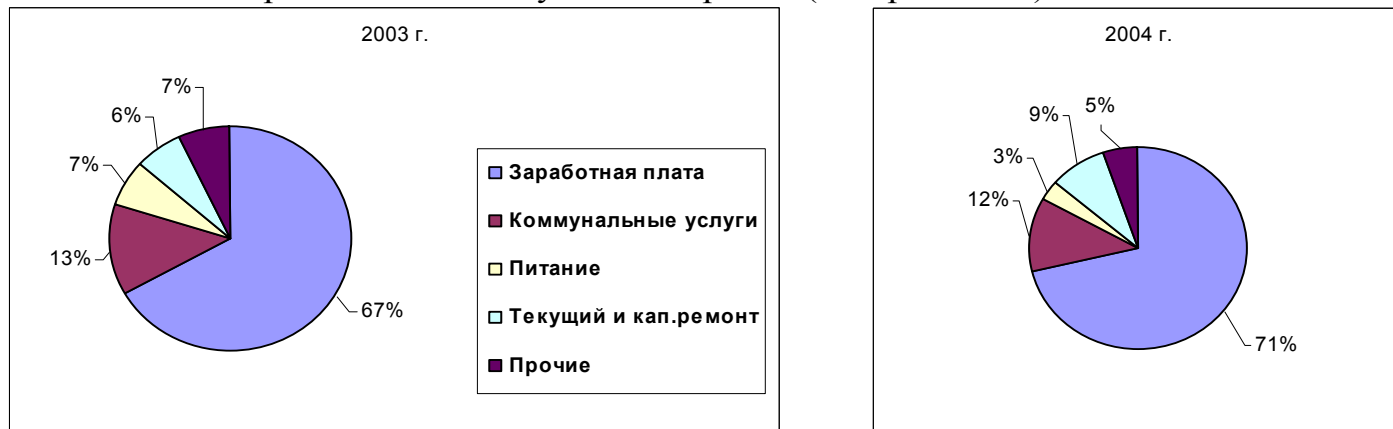 2003 г.
7%
6%
7%
13%
67%
Заработная плата
Коммунальные услуги
Питание
Текущий и кап.ремонт
Прочие
2004 г.
5%
9%
3%
12%
71%